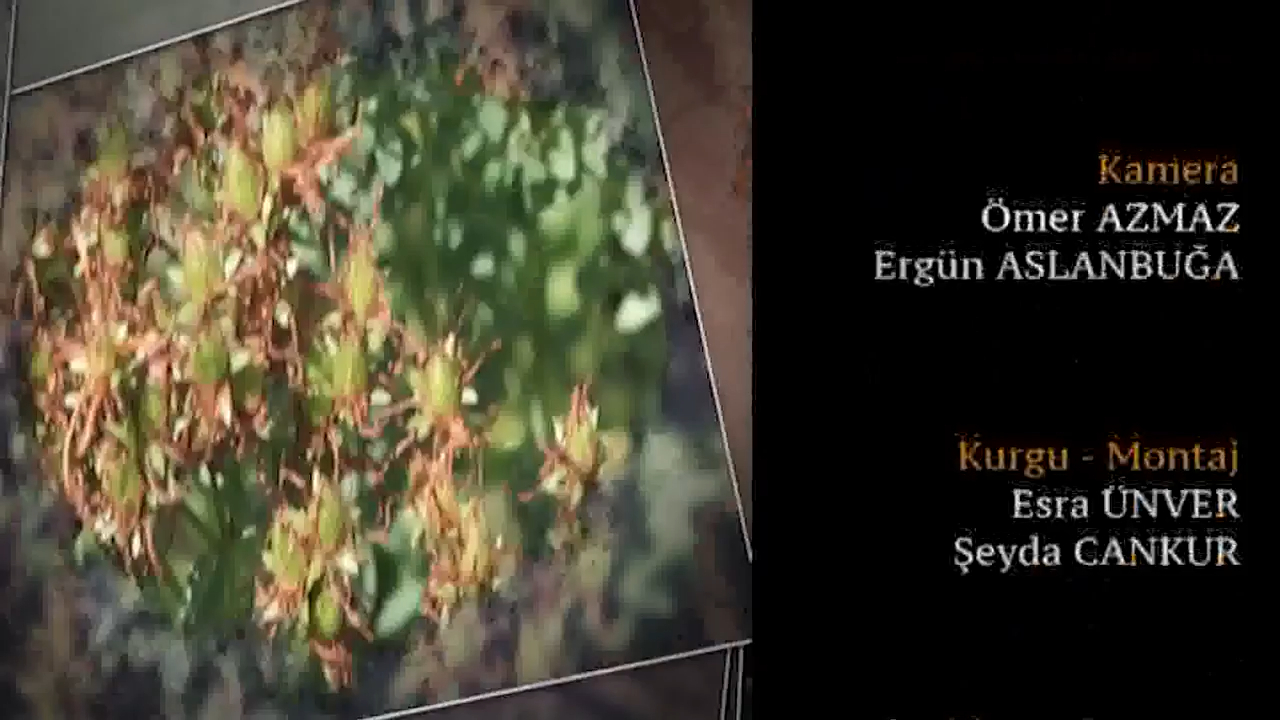 Kamera
Ömer AZMAZ
Ergün ASLANBUĞA
Kurgu - Montaj
Esra ÜNVER
Şeyda CANKUR